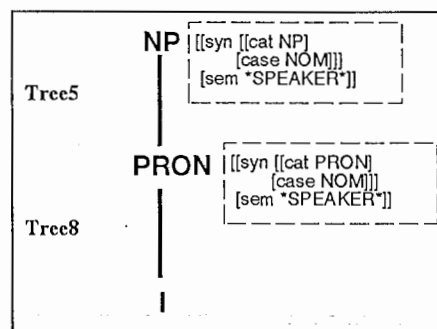 NP [[syn [[cat NP]
[case NOM]]]
[sem *SPEAKER*]]
Tree5
PRON [[syn [[cat PRON]
[case NOM]]]
[sem *SPEAKER*]]
Tree8
I